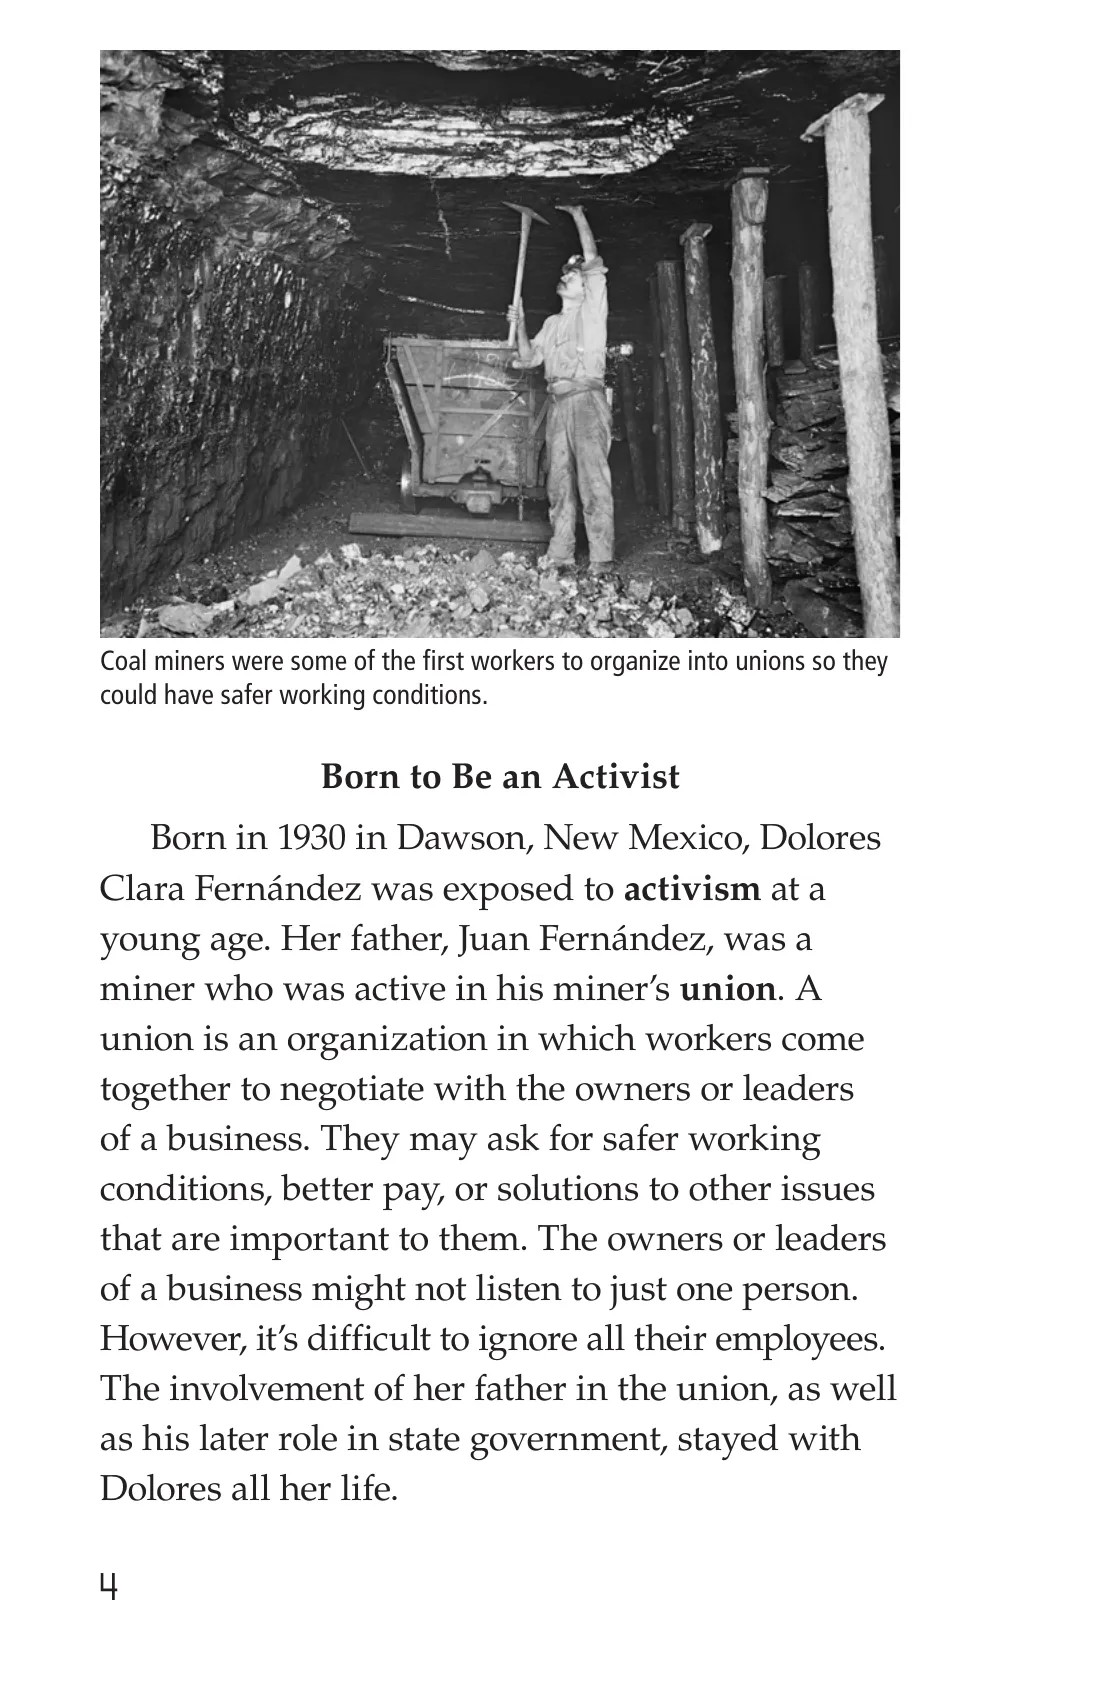 Coal miners were some of the first workers to organize into unions so they
could have safer working conditions.
Born to Be an Activist
Born in 1930 in Dawson, New Mexico, Dolores
Clara Fernández was exposed to activism at a
young age. Her father, Juan Fernández, was a
miner who was active in his miner’s union. A
union is an organization in which workers come
together to negotiate with the owners or leaders
of a business. They may ask for safer working
conditions, better pay, or solutions to other issues
that are important to them. The owners or leaders
of a business might not listen to just one person.
However, it’s difficult to ignore all their employees.
The involvement of her father in the union, as well
as his later role in state government, stayed with
Dolores all her life.
4